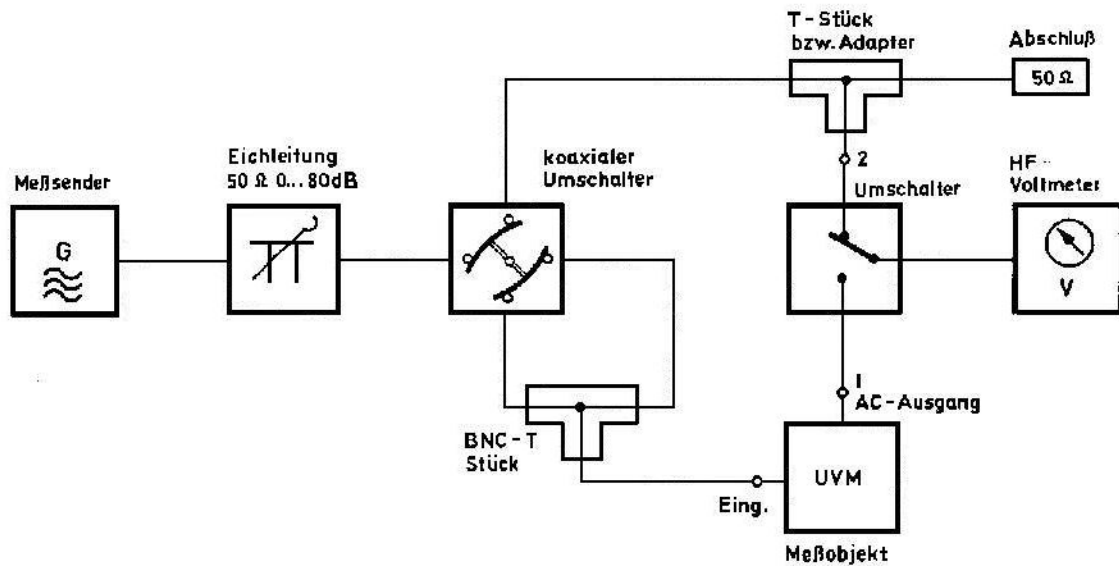 T-Stück
bzw. Adapter
Abschluß
50 Ω
Eichleitung
50 Ω 0...80dB
koaxialer
Umschalter
2
HF-
Voltmeter
Meßsender
Umschalter
G
V
1
AC-Ausgang
BNC-T
Stück
UVM
Eing.
Meßobjekt